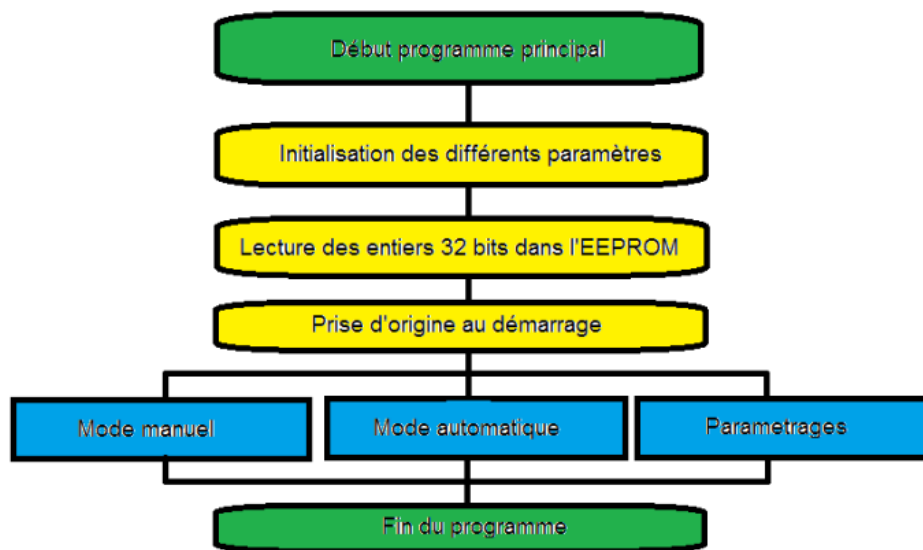 Début programme principal
Initialisation des différents paramètres
Lecture des entiers 32 bits dans l'EEPROM
Prise d'origine au démarrage
Mode manuel
Mode automatique
Parametrages
Fin du programme